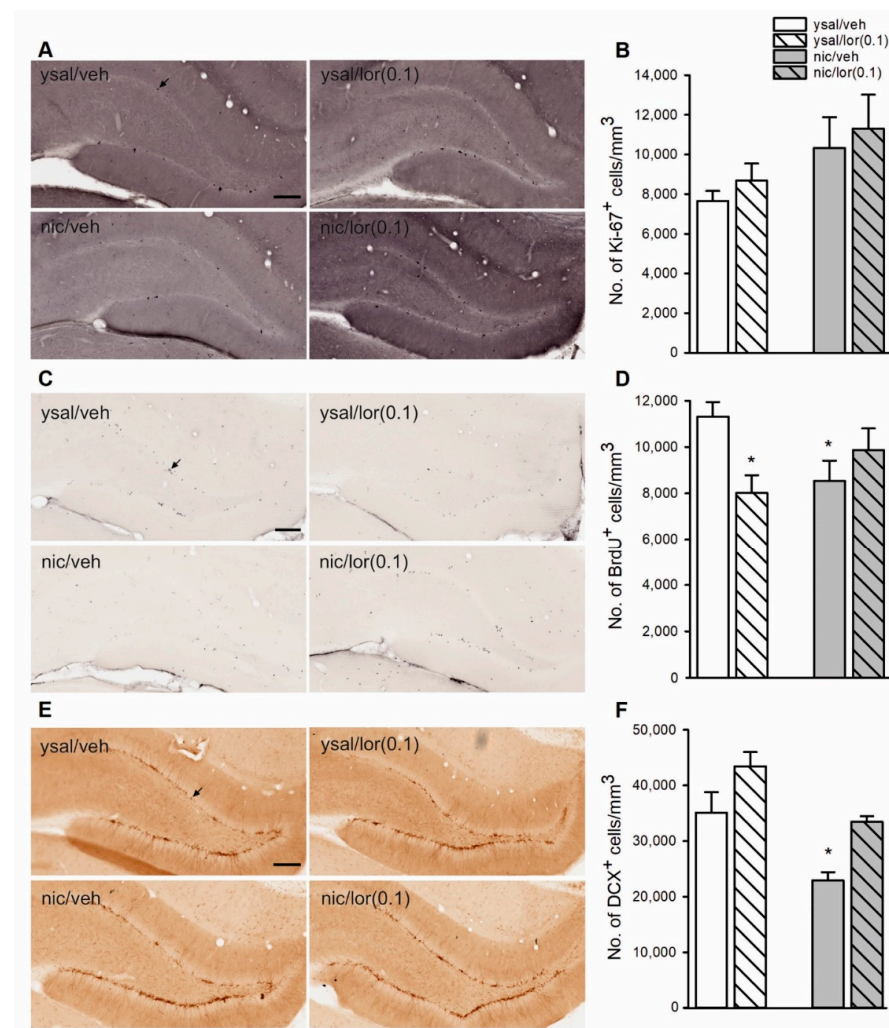 ysal/veh
ysal/lor(0.1)
nic/veh
nic/lor(0.1)
A
ysal/veh
ysal/lor(0.1)
nic/veh
nic/lor(0.1)
B
14,000
12,000
10,000
8,000
6,000
4,000
2,000
0
No. of Ki-67+ cells/mm3
C
ysal/veh
ysal/lor(0.1)
nic/veh
nic/lor(0.1)
D
12,000
10,000
8,000
6,000
4,000
2,000
0
No. of BrdU+ cells/mm3
*
*
E
ysal/veh
ysal/lor(0.1)
nic/veh
nic/lor(0.1)
F
50,000
40,000
30,000
20,000
10,000
0
No. of DCX+ cells/mm3
*